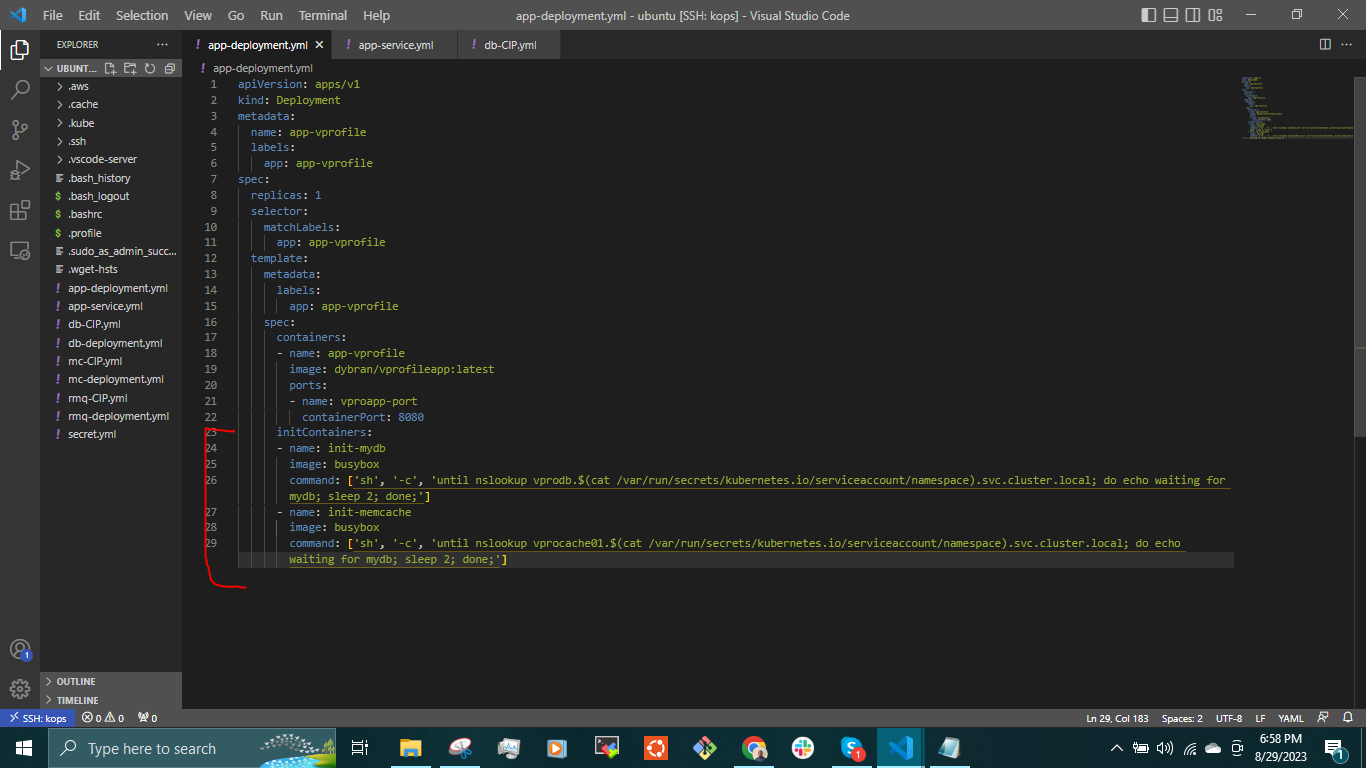 File Edit Selection View Go Run Terminal Help app-deployment.yml - ubuntu [SSH: kops] - Visual Studio Code
EXPLORER
UBUNT...
.aws
.cache
.kube
.ssh
.vscode-server
.bash_history
.bash_logout
.bashrc
.profile
.sudo_as_admin_succ...
.wget-hsts
app-deployment.yml
app-service.yml
db-CIP.yml
db-deployment.yml
mc-CIP.yml
mc-deployment.yml
rmq-CIP.yml
rmq-deployment.yml
secret.yml
OUTLINE
TIMELINE
! app-deployment.yml ! app-service.yml ! db-CIP.yml
! app-deployment.yml
1 apiVersion: apps/v1
2 kind: Deployment
3 metadata:
4 name: app-vprofile
5 labels:
6 app: app-vprofile
7 spec:
8 replicas: 1
9 selector:
10 matchLabels:
11 app: app-vprofile
12 template:
13 metadata:
14 labels:
15 app: app-vprofile
16 spec:
17 containers:
18 - name: app-vprofile
19 image: dybran/vprofileapp:latest
20 ports:
21 - name: vproapp-port
22 containerPort: 8080
23 initContainers:
24 - name: init-mydb
25 image: busybox
26 command: ['sh', '-c', 'until nslookup vprodb.$(cat /var/run/secrets/kubernetes.io/serviceaccount/namespace).svc.cluster.local; do echo waiting for
mydb; sleep 2; done;']
27 - name: init-memcache
28 image: busybox
29 command: ['sh', '-c', 'until nslookup vprocache01.$(cat /var/run/secrets/kubernetes.io/serviceaccount/namespace).svc.cluster.local; do echo
waiting for mydb; sleep 2; done;']
1
SSH: kops 0 0 0 Ln 29, Col 183 Spaces: 2 UTF-8 LF YAML
Type here to search
1
6:58 PM
8/29/2023
1